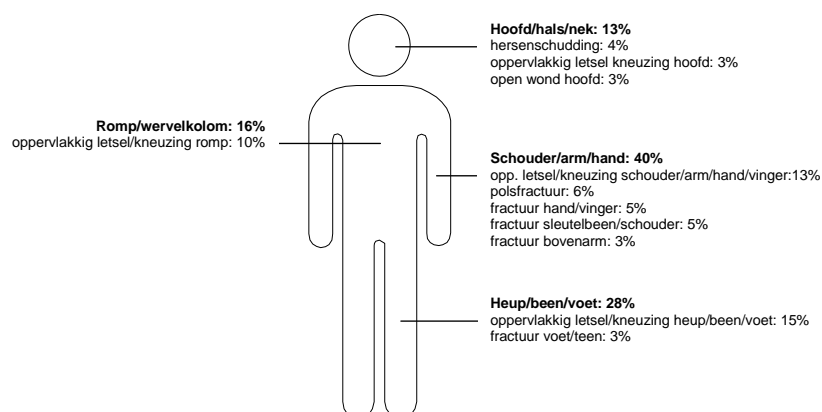 Hoofd/hals/nek: 13%
hersenschudding: 4%
oppervlakkig letsel kneuzing hoofd: 3%
open wond hoofd: 3%
Romp/wervelkolom: 16%
oppervlakkig letsel/kneuzing romp: 10%
Schouder/arm/hand: 40%
opp. letsel/kneuzing schouder/arm/hand/vinger:13%
polsfractuur: 6%
fractuur hand/vinger: 5%
fractuur sleutelbeen/schouder: 5%
fractuur bovenarm: 3%
Heup/been/voet: 28%
oppervlakkig letsel/kneuzing heup/been/voet: 15%
fractuur voet/teen: 3%